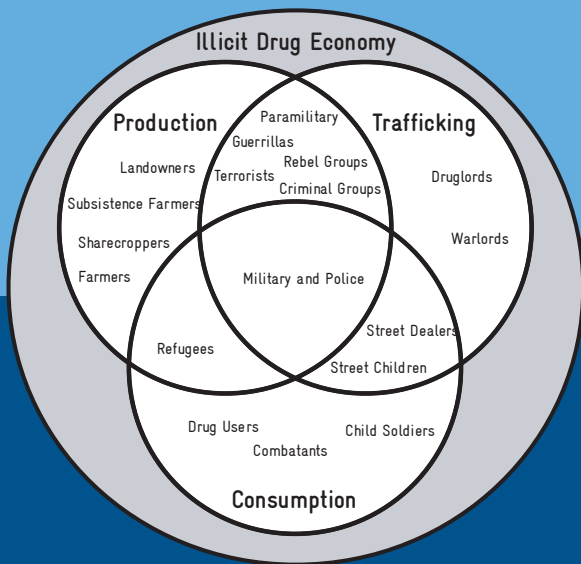 Illicit Drug Economy
Production
Trafficking
Paramilitary
Guerrillas
Rebel Groups
Terrorists
Criminal Groups
Landowners
Subsistence Farmers
Sharecroppers
Farmers
Druglords
Warlords
Military and Police
Refugees
Street Dealers
Street Children
Drug Users
Combatants
Child Soldiers
Consumption